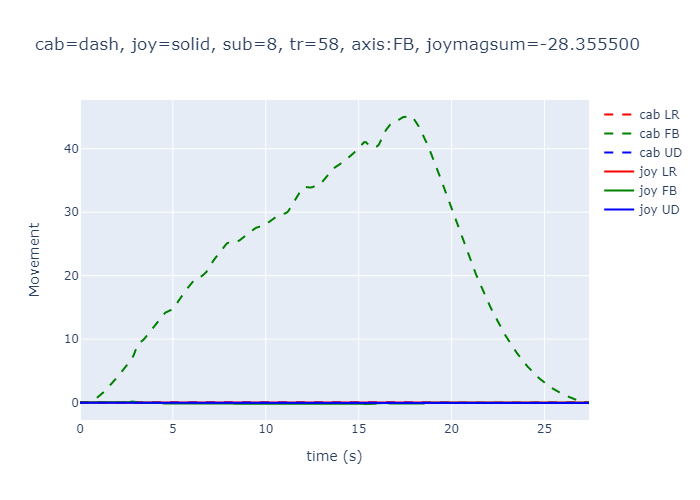 cab=dash, joy=solid, sub=8, tr=58, axis:FB, joymagsum=-28.355500
cab LR
cab FB
cab UD
joy LR
joy FB
joy UD
Movement
40
30
20
10
0
0 5 10 15 20 25
time (s)